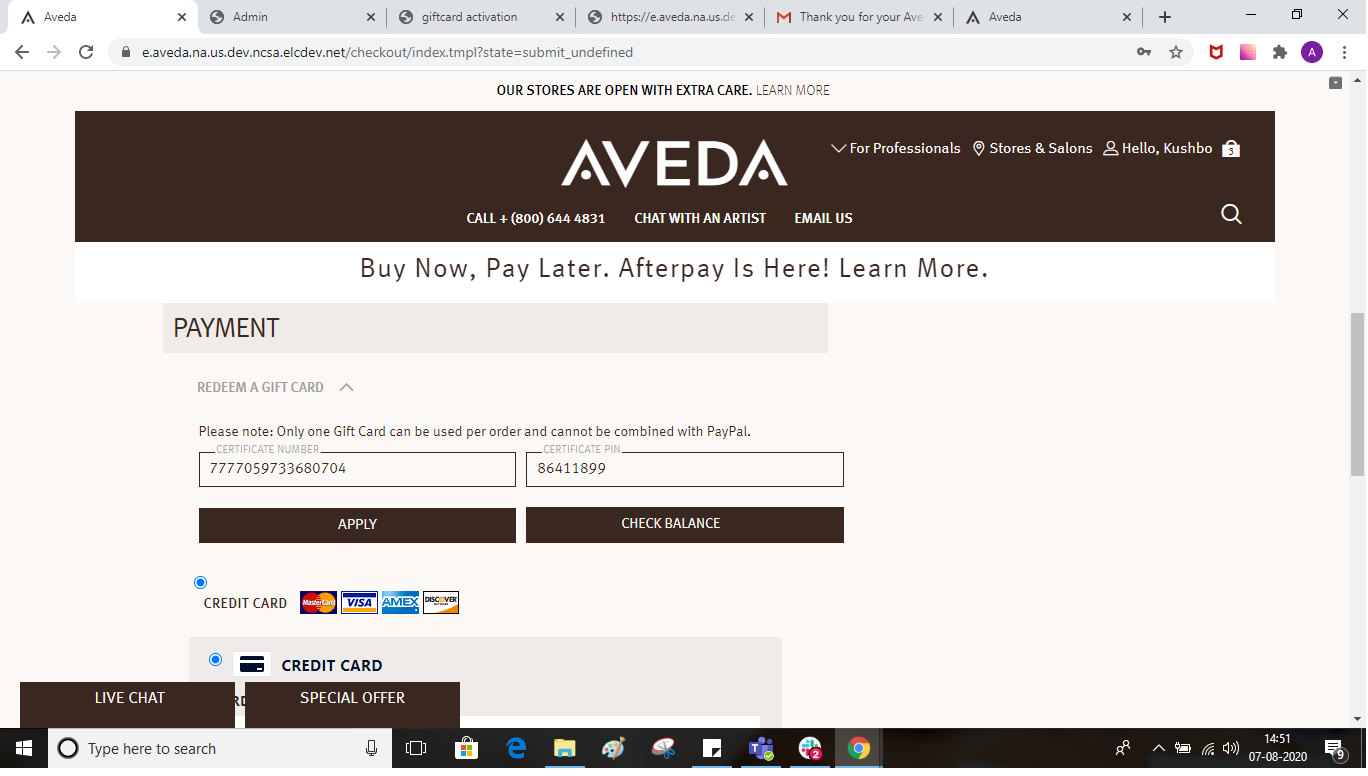 Aveda
Admin
giftcard activation
https://e.aveda.na.us.de
Thank you for your Ave
Aveda
e.aveda.na.us.dev.ncsa.elcdev.net/checkout/index.tmpl?state=submit_undefined
A
OUR STORES ARE OPEN WITH EXTRA CARE. LEARN MORE
AVEDA
For Professionals
Stores & Salons
Hello, Kushbo
3
CALL + (800) 644 4831
CHAT WITH AN ARTIST
EMAIL US
Buy Now, Pay Later. Afterpay Is Here! Learn More.
PAYMENT
REDEEM A GIFT CARD
Please note: Only one Gift Card can be used per order and cannot be combined with PayPal.
CERTIFICATE NUMBER
7777059733680704
CERTIFICATE PIN
86411899
APPLY
CHECK BALANCE
CREDIT CARD
MasterCard
VISA
AMEX
DISCOVER
CREDIT CARD
LIVE CHAT
SPECIAL OFFER
Type here to search
2
14:51
07-08-2020
9